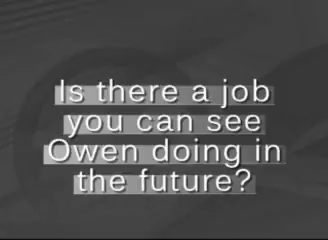 Is there a job
you can see
Owen doing in
the future?